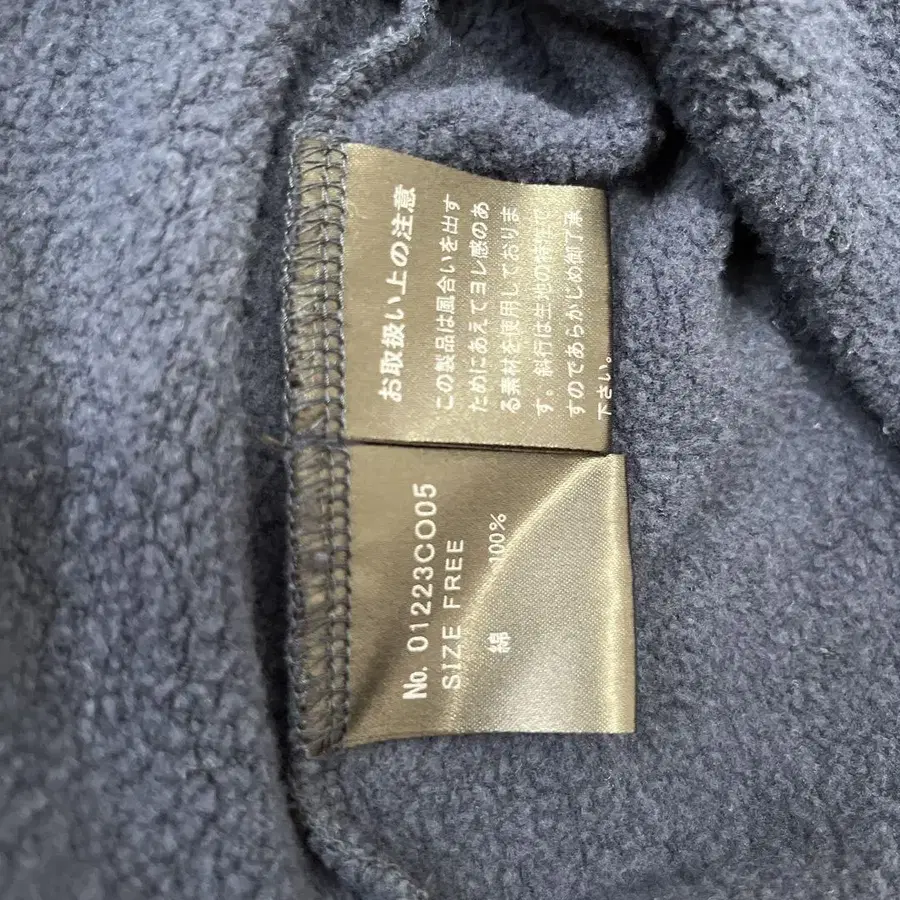 お取扱い上の注意
この製品は風合いを出す
ためにあえてヨレ感のあ
る素材を使用しておりま
す。斜行は生地の特性で
すのであらかじめ御了承
下さい。
No. 01223CO05
SIZE FREE
綿 100%